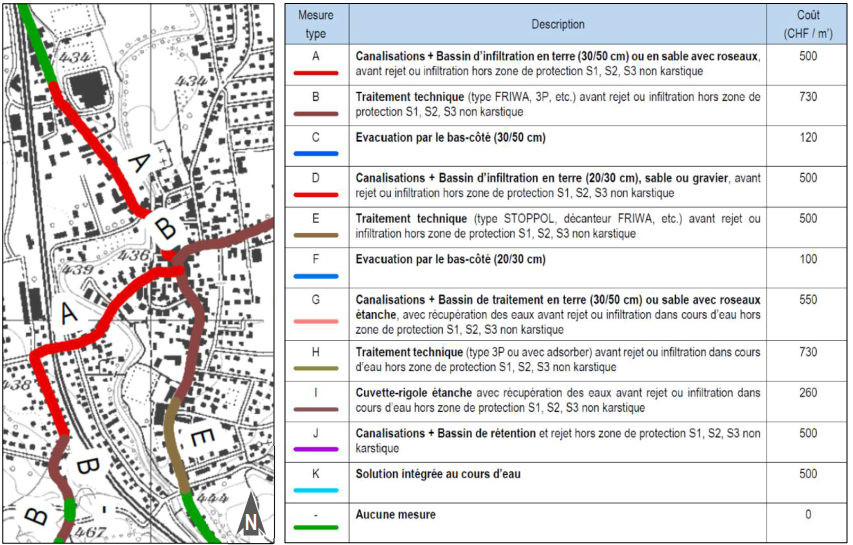 434
434
A
B
436
439
A
438
B
E
-
B
444
467
N
Mesure type Description Coût (CHF / m')
A Canalisations + Bassin d'infiltration en terre (30/50 cm) ou en sable avec roseaux, 500
avant rejet ou infiltration hors zone de protection S1, S2, S3 non karstique
B Traitement technique (type FRIWA, 3P, etc.) avant rejet ou infiltration hors zone de 730
protection S1, S2, S3 non karstique
C Evacuation par le bas-côté (30/50 cm) 120
D Canalisations + Bassin d'infiltration en terre (20/30 cm), sable ou gravier, avant 500
rejet ou infiltration hors zone de protection S1, S2, S3 non karstique
E Traitement technique (type STOPPOL, décanteur FRIWA, etc.) avant rejet ou 500
infiltration hors zone de protection S1, S2, S3 non karstique
F Evacuation par le bas-côté (20/30 cm) 100
G Canalisations + Bassin de traitement en terre (30/50 cm) ou sable avec roseaux 550
étanche, avec récupération des eaux avant rejet ou infiltration dans cours d'eau hors
zone de protection S1, S2, S3 non karstique
H Traitement technique (type 3P ou avec adsorber) avant rejet ou infiltration dans cours 730
d'eau hors zone de protection S1, S2, S3 non karstique
I Cuvette-rigole étanche avec récupération des eaux avant rejet ou infiltration dans 260
cours d'eau hors zone de protection S1, S2, S3 non karstique
J Canalisations + Bassin de rétention et rejet hors zone de protection S1, S2, S3 non 500
karstique
K Solution intégrée au cours d'eau 500
- Aucune mesure 0